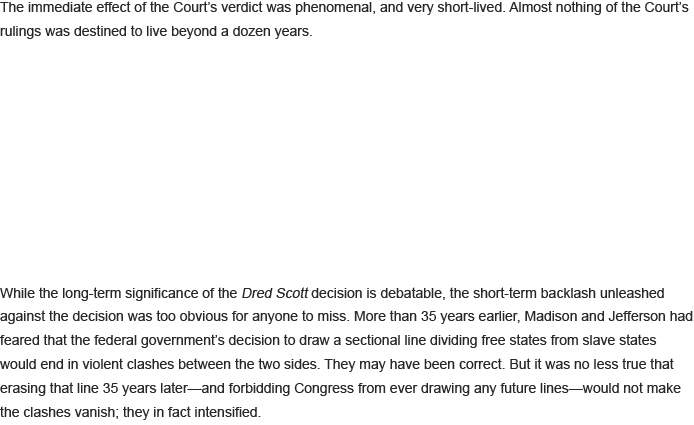 The immediate effect of the Court's verdict was phenomenal, and very short-lived. Almost nothing of the Court's
rulings was destined to live beyond a dozen years.
While the long-term significance of the Dred Scott decision is debatable, the short-term backlash unleashed
against the decision was too obvious for anyone to miss. More than 35 years earlier, Madison and Jefferson had
feared that the federal government's decision to draw a sectional line dividing free states from slave states
would end in violent clashes between the two sides. They may have been correct. But it was no less true that
erasing that line 35 years later—and forbidding Congress from ever drawing any future lines—would not make
the clashes vanish; they in fact intensified.